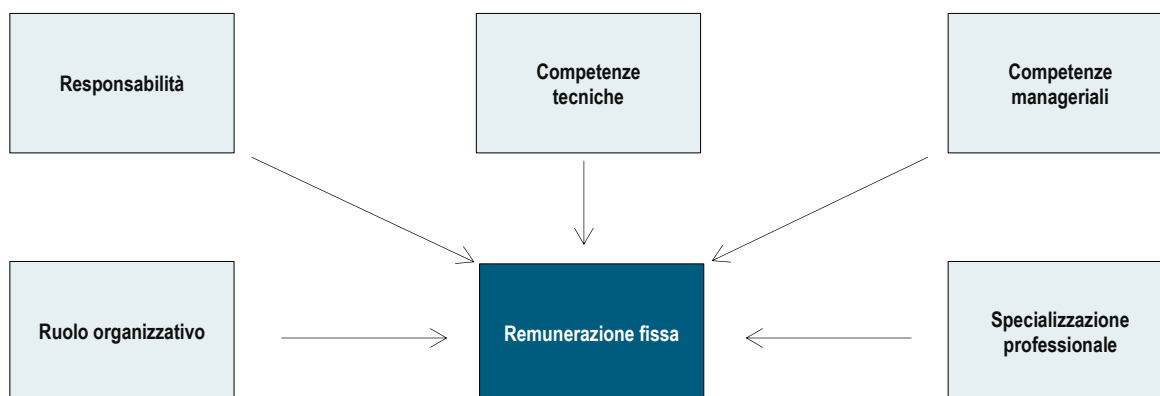 Responsabilità
Competenze
tecniche
Competenze
manageriali
Ruolo organizzativo
Remunerazione fissa
Specializzazione
professionale